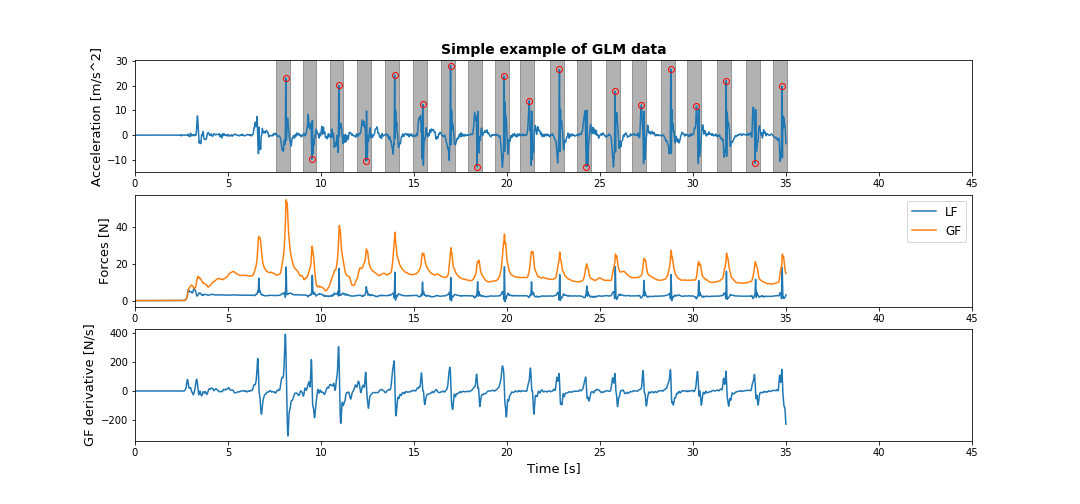 Simple example of GLM data
Acceleration [m/s^2]
30
20
10
0
−10
0 5 10 15 20 25 30 35 40 45
Forces [N]
40
20
0
LF
GF
0 5 10 15 20 25 30 35 40 45
GF derivative [N/s]
400
200
0
−200
0 5 10 15 20 25 30 35 40 45
Time [s]